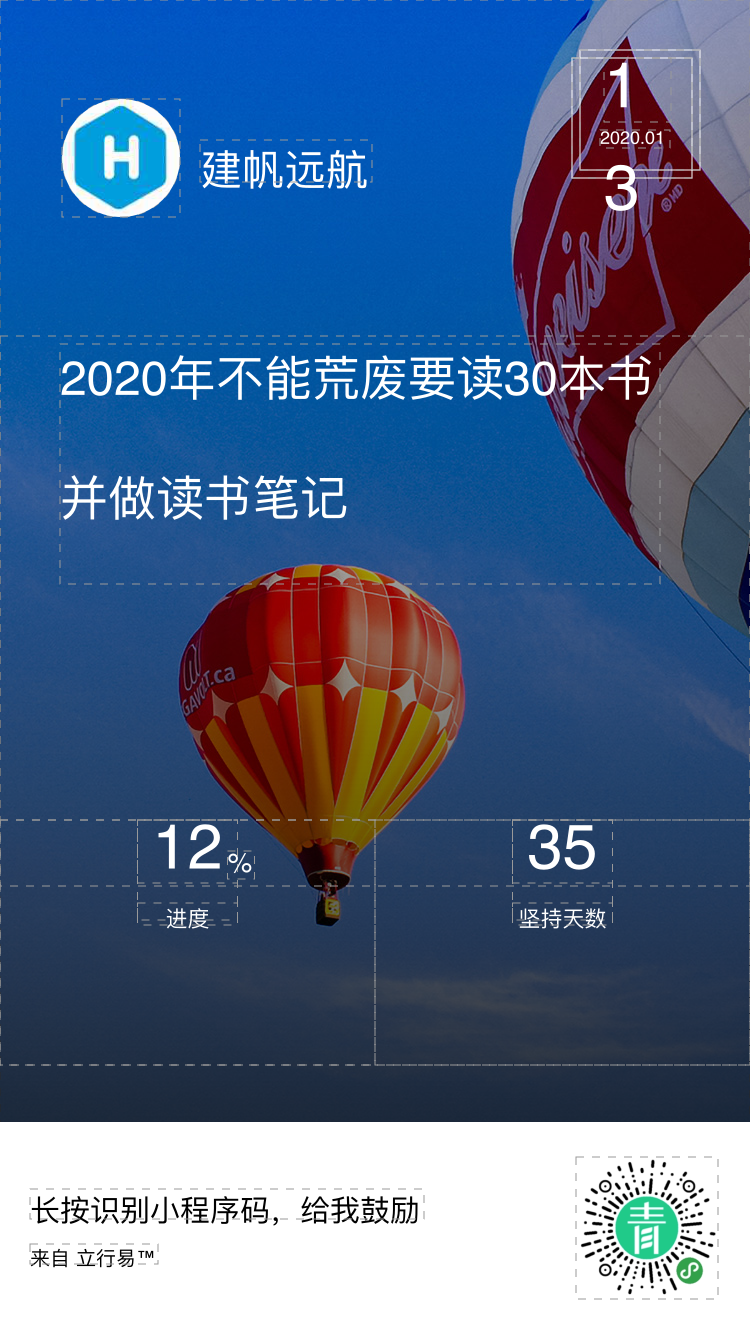 H
建帆远航
1
2020.01
3
®HD
2020年不能荒废要读30本书
并做读书笔记
GAVOLT.ca
12%
35
进度
坚持天数
长按识别小程序码，给我鼓励
来自 立行易™
青